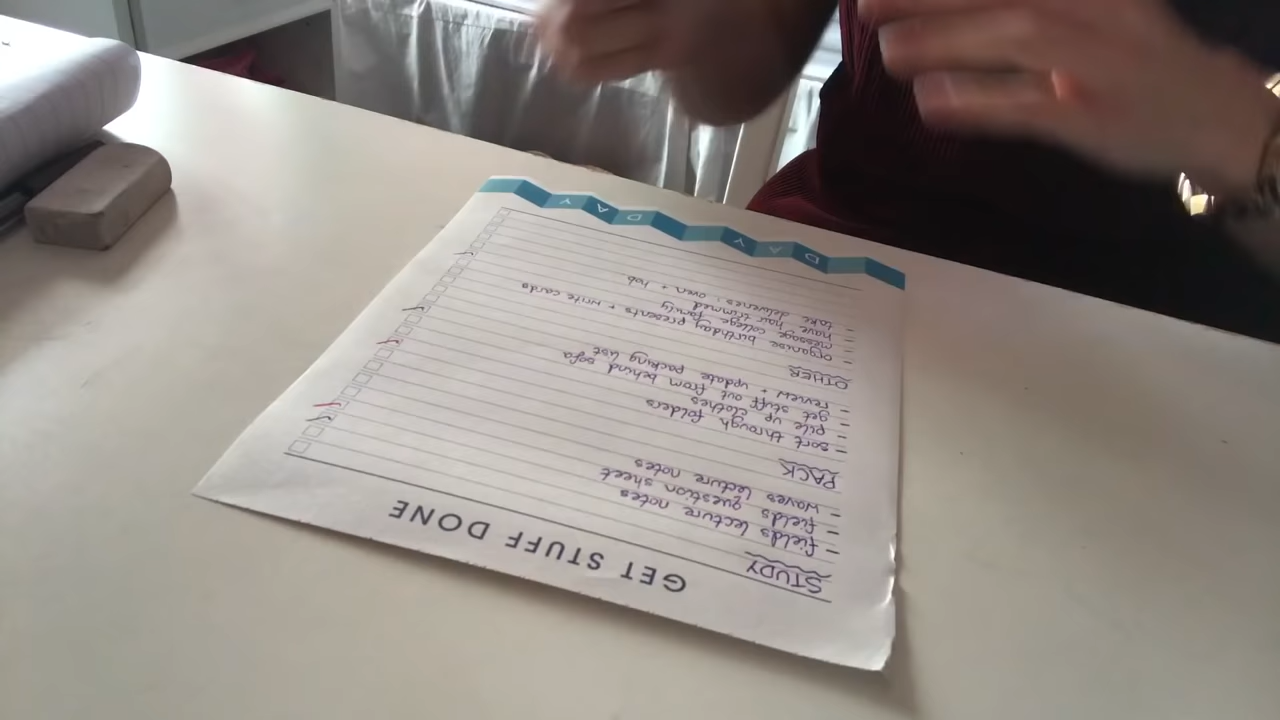 GET STUFF DONE
STUDY
- fields lecture notes
- fields question sheet
- waves lecture notes
PACK
- sort through folders
- pile up clothes
- get stuff out from behind sofa
- review + update packing list
OTHER
- organise birthday presents + write cards
- message college family
- have hair trimmed
- take deliveries: oven + hob
DAY
YAD